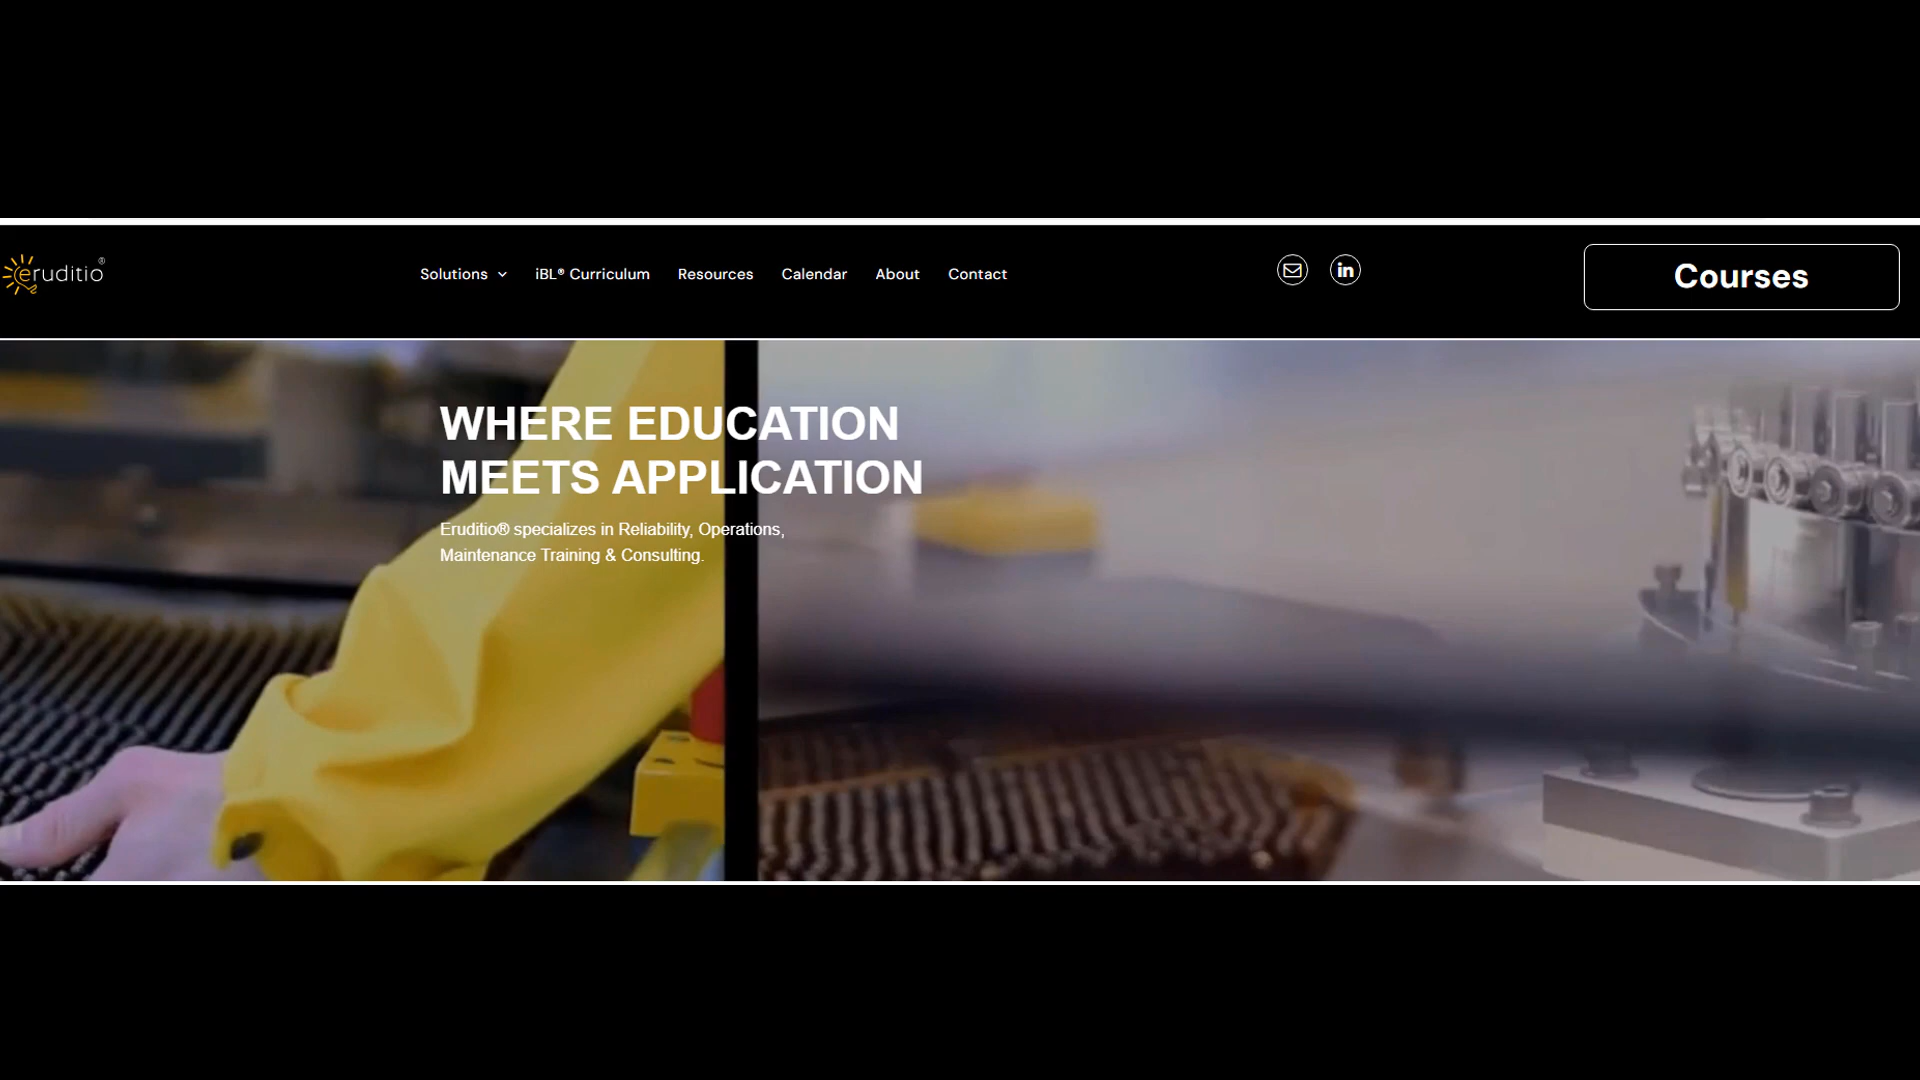 eruditio®
Solutions
iBL® Curriculum
Resources
Calendar
About
Contact
in
Courses
WHERE EDUCATION
MEETS APPLICATION
Eruditio® specializes in Reliability, Operations,
Maintenance Training & Consulting.